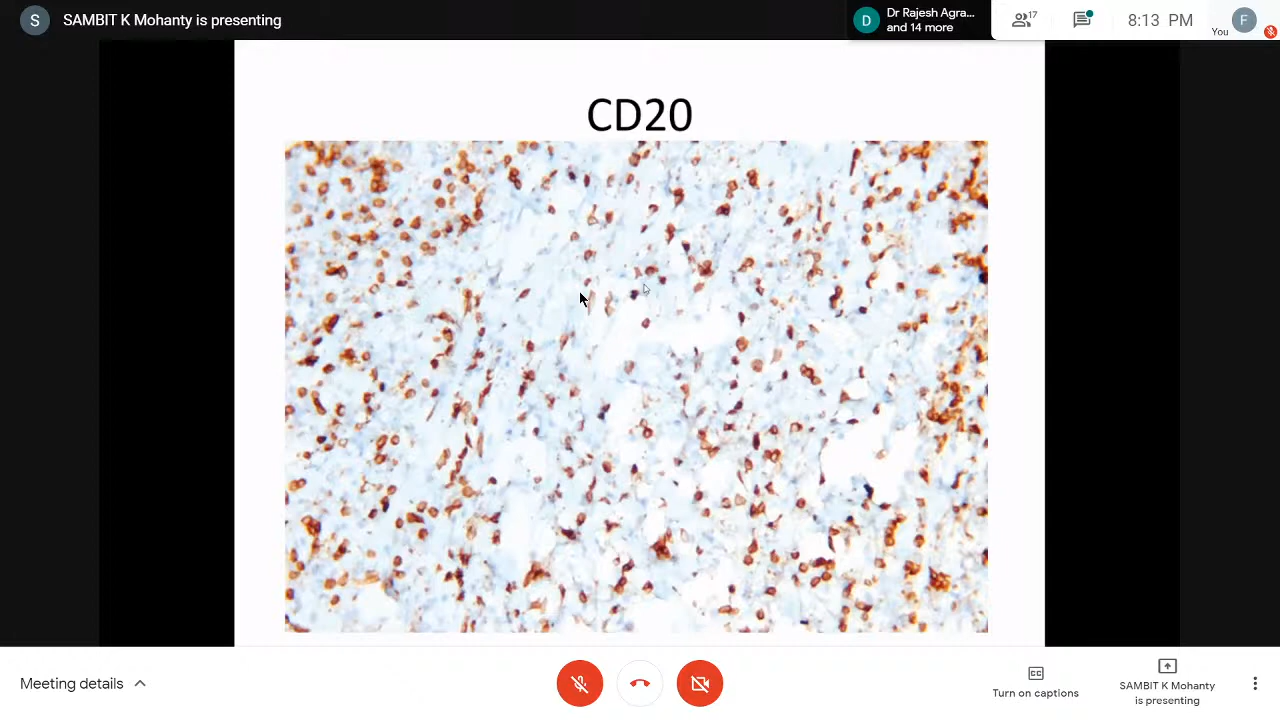 S
SAMBIT K Mohanty is presenting
D
Dr Rajesh Agra...
and 14 more
17
8:13 PM
You
F
CD20
Meeting details
CC
Turn on captions
SAMBIT K Mohanty
is presenting